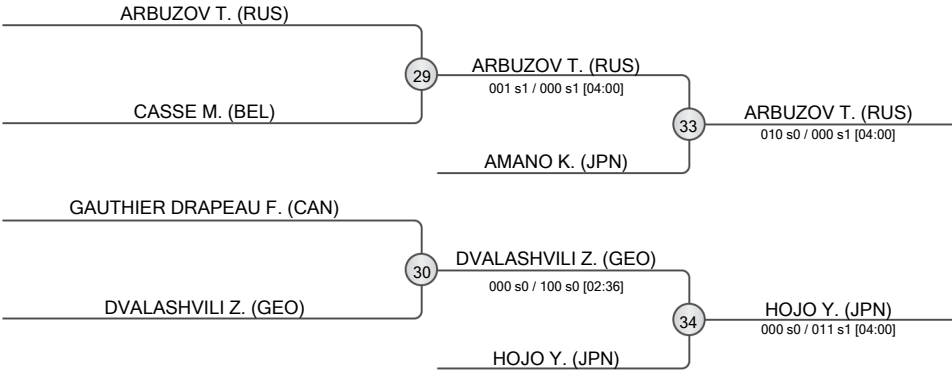 ARBUZOV T. (RUS)
29
ARBUZOV T. (RUS)
001 s1 / 000 s1 [04:00]
CASSE M. (BEL)
33
ARBUZOV T. (RUS)
010 s0 / 000 s1 [04:00]
AMANO K. (JPN)
GAUTHIER DRAPEAU F. (CAN)
30
DVALASHVILI Z. (GEO)
000 s0 / 100 s0 [02:36]
DVALASHVILI Z. (GEO)
34
HOJO Y. (JPN)
000 s0 / 011 s1 [04:00]
HOJO Y. (JPN)